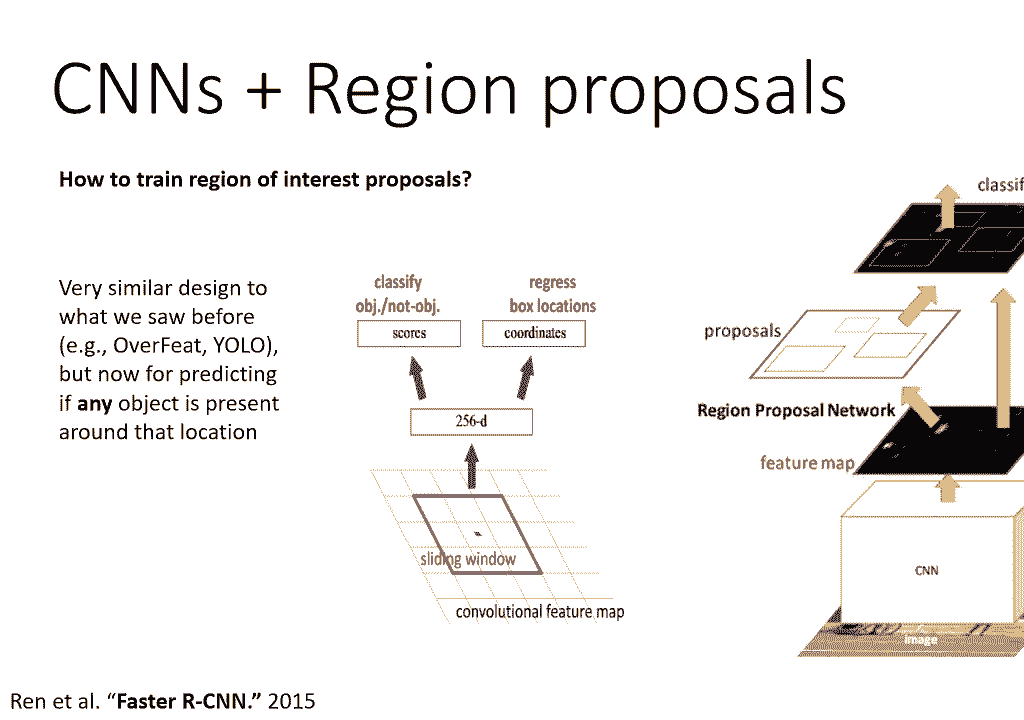 CNNs + Region proposals
How to train region of interest proposals?
Very similar design to
what we saw before
(e.g., OverFeat, YOLO),
but now for predicting
if any object is present
around that location
classify
obj./not-obj.
scores
regress
box locations
coordinates
256-d
sliding window
convolutional feature map
classif
proposals
Region Proposal Network
feature map
CNN
image
Ren et al. “Faster R-CNN.” 2015